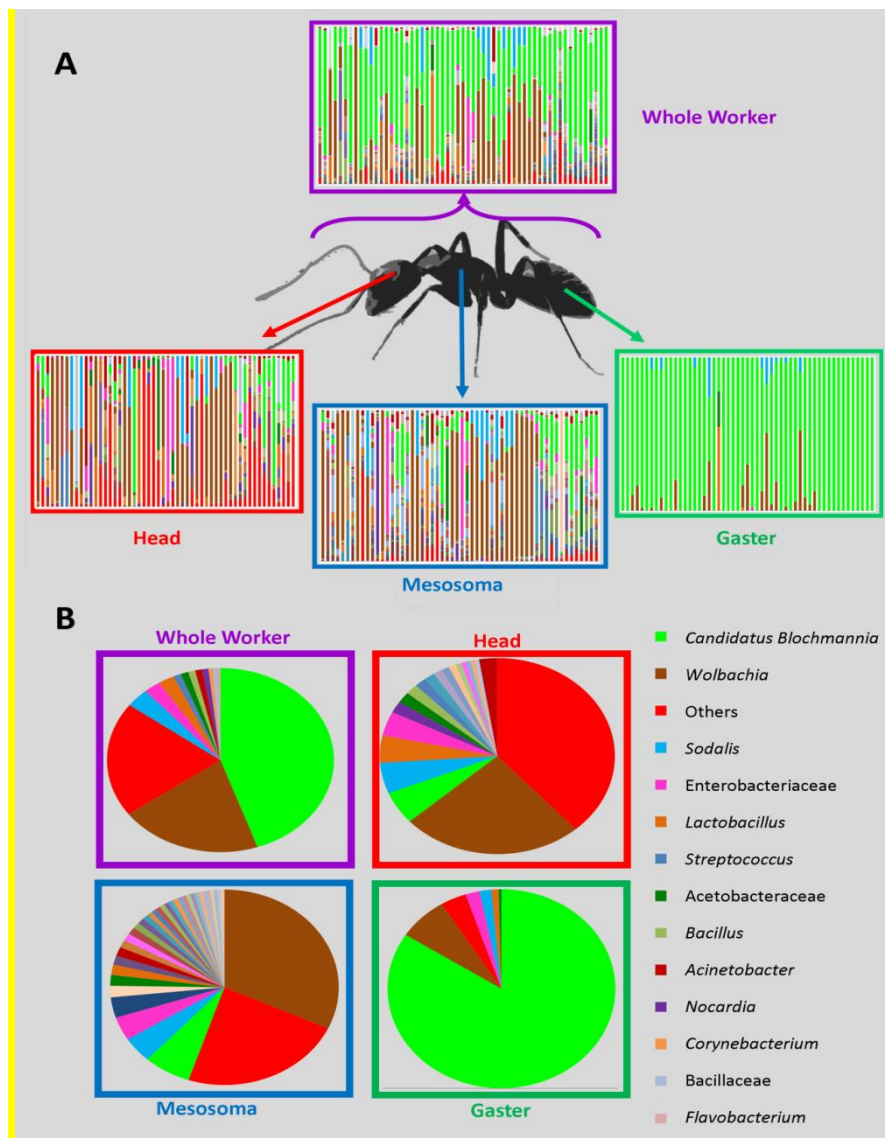 A
Whole Worker
Head
Mesosoma
Gaster
B
Whole Worker
Head
Mesosoma
Gaster
Candidatus Blochmannia
Wolbachia
Others
Sodalis
Enterobacteriaceae
Lactobacillus
Streptococcus
Acetobacteraceae
Bacillus
Acinetobacter
Nocardia
Corynebacterium
Bacillaceae
Flavobacterium